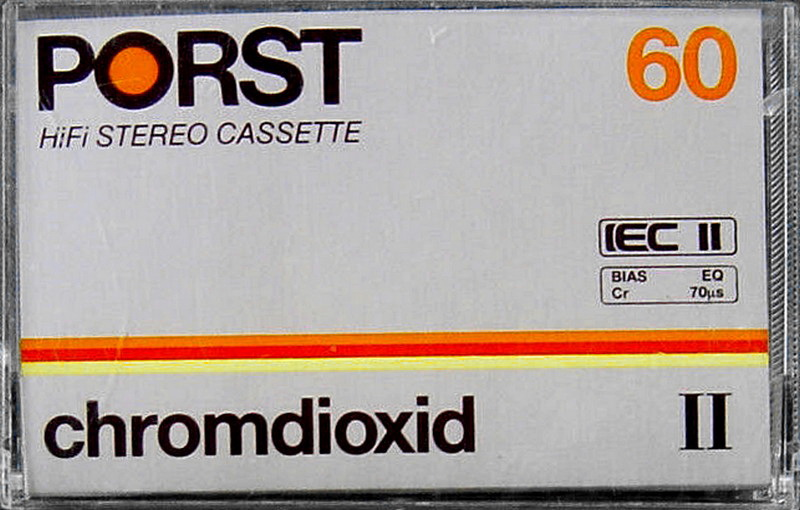 PORST 60
HiFi STEREO CASSETTE
IEC II
BIAS EQ
Cr 70µs
chromdioxid II